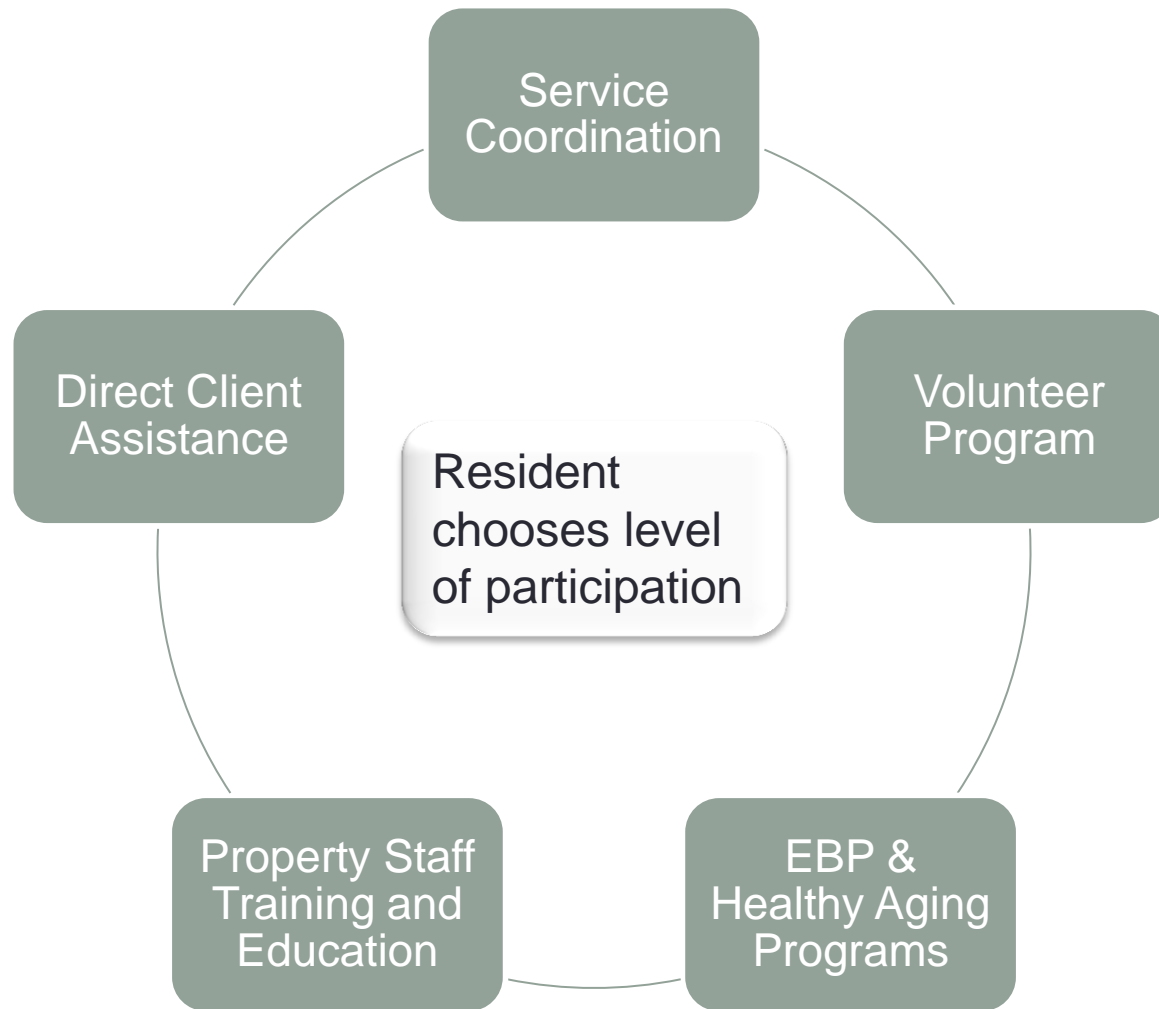 Service
Coordination
Direct Client
Assistance
Volunteer
Program
Resident
chooses level
of participation
Property Staff
Training and
Education
EBP &
Healthy Aging
Programs